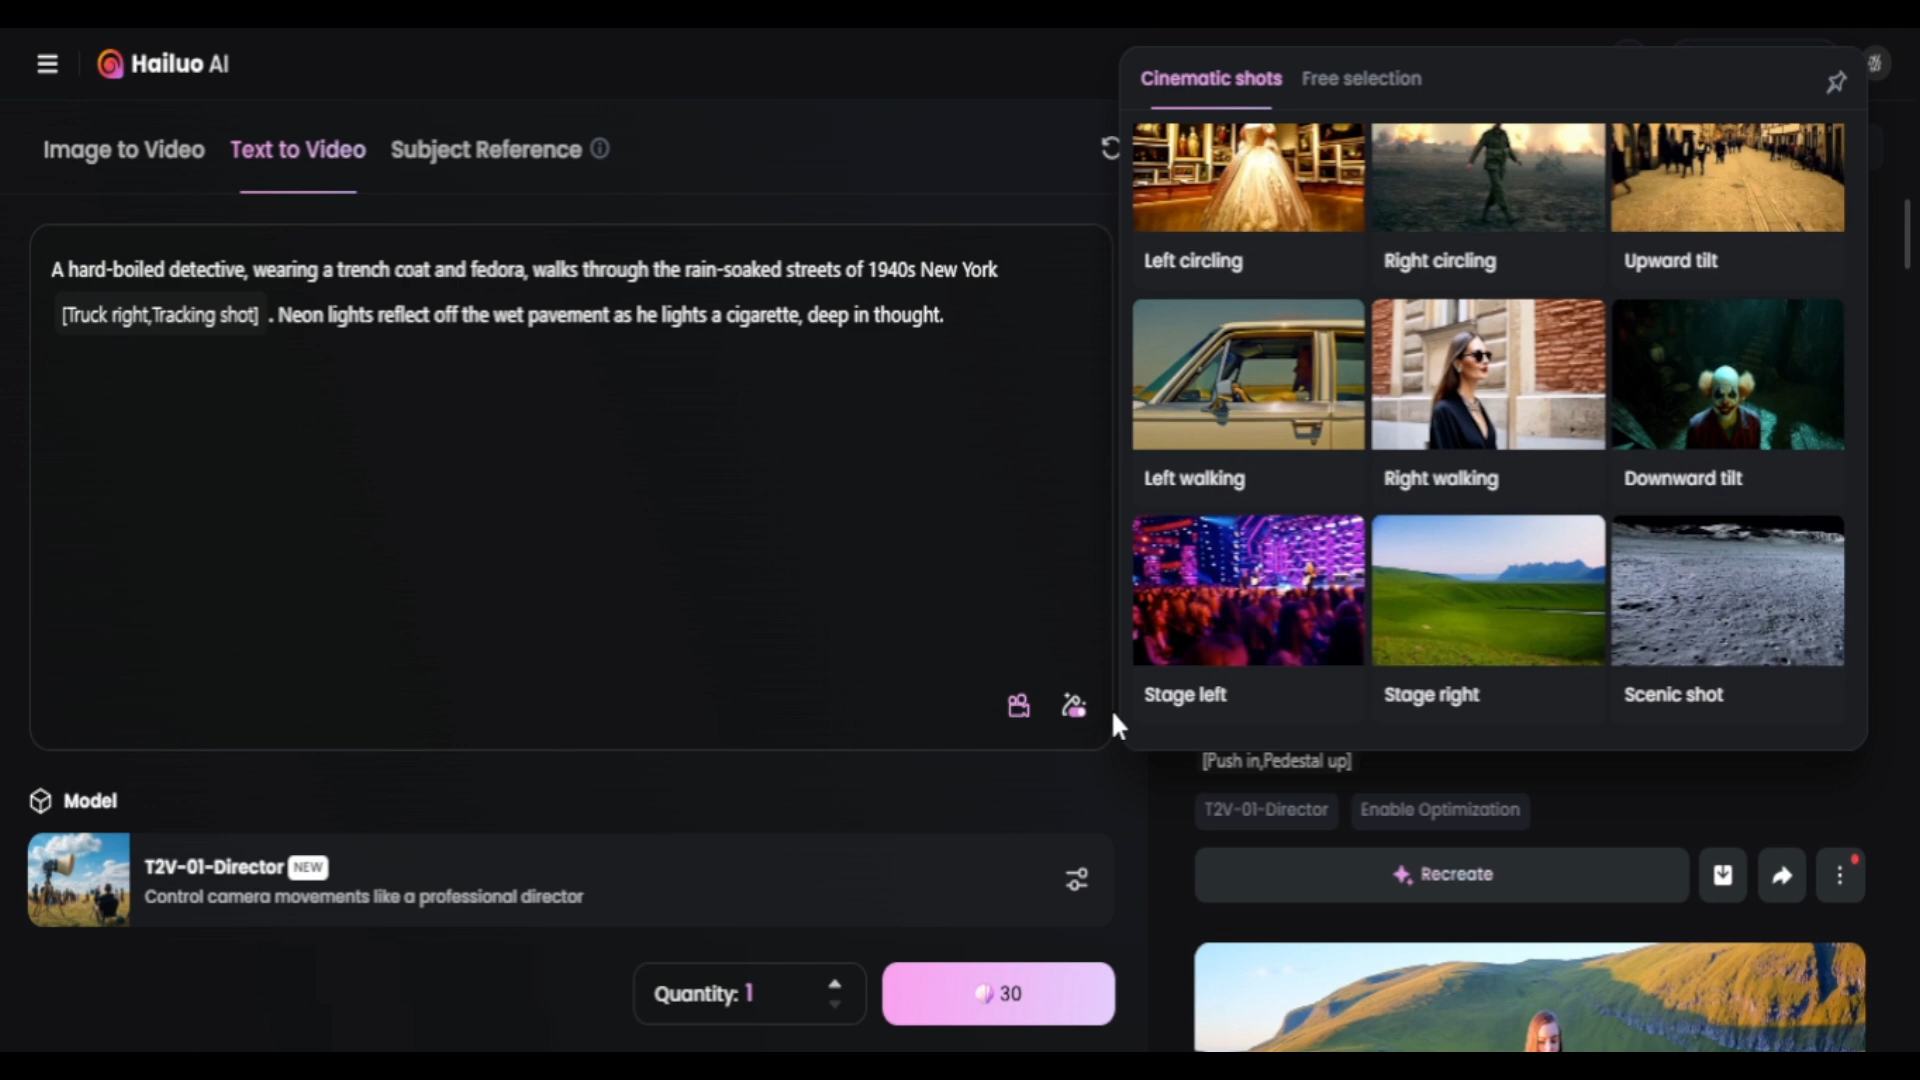 Hailuo AI
Image to Video
Text to Video
Subject Reference
A hard-boiled detective, wearing a trench coat and fedora, walks through the rain-soaked streets of 1940s New York
[Truck right,Tracking shot] . Neon lights reflect off the wet pavement as he lights a cigarette, deep in thought.
Model
T2V-01-Director NEW
Control camera movements like a professional director
Quantity: 1
30
Cinematic shots
Free selection
Left circling
Right circling
Upward tilt
Left walking
Right walking
Downward tilt
Stage left
Stage right
Scenic shot
[Push in,Pedestal up]
T2V-01-Director
Enable Optimization
Recreate